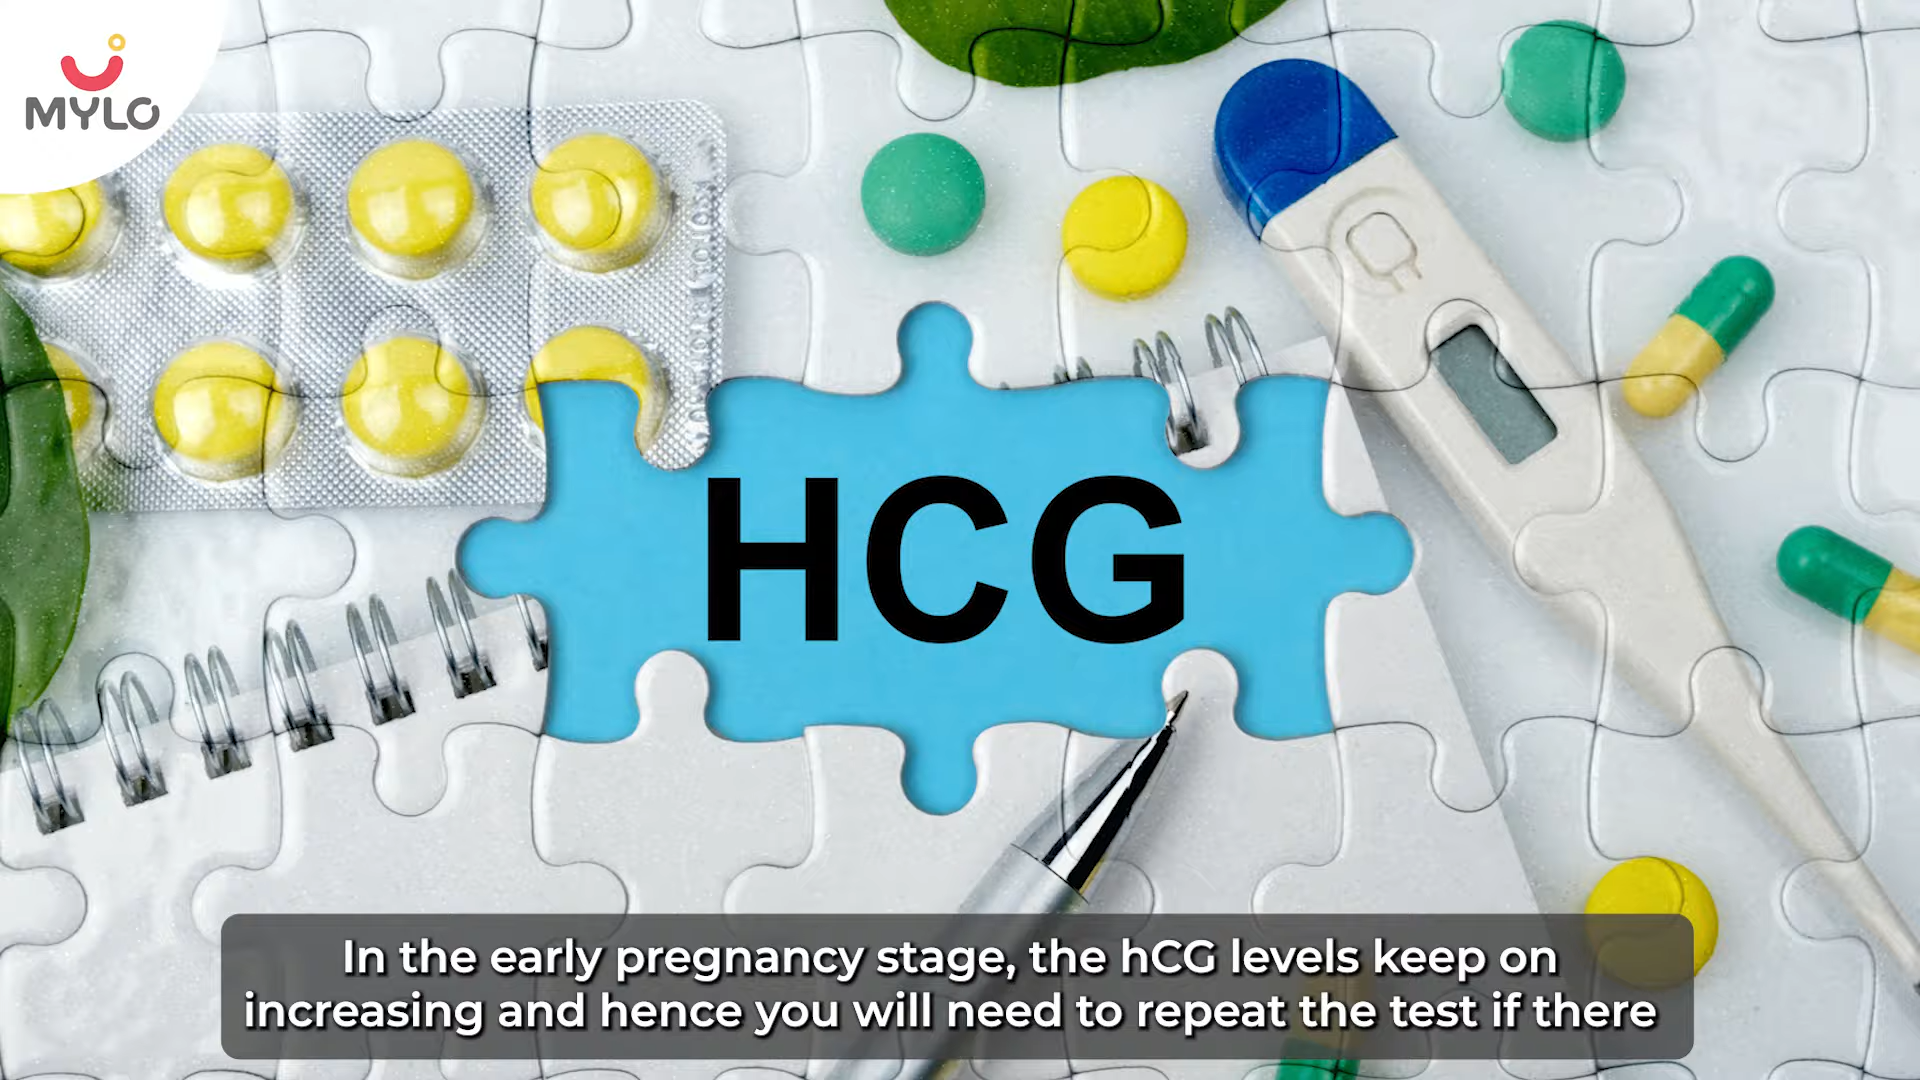 MYLO
HCG
In the early pregnancy stage, the hCG levels keep on
increasing and hence you will need to repeat the test if there